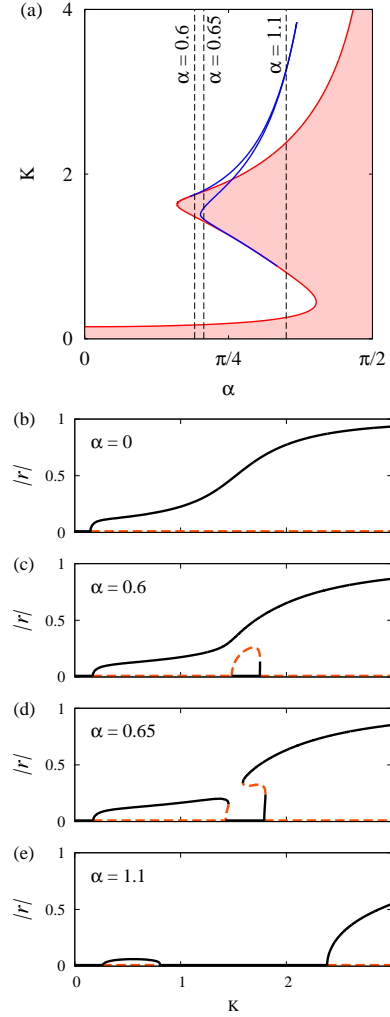 (a)
4
α = 0.6
α = 0.65
α = 1.1
K
2
0
0
π/4
π/2
α
(b)
1
α = 0
|r|
0.5
0
(c)
1
α = 0.6
|r|
0.5
0
(d)
1
α = 0.65
|r|
0.5
0
(e)
1
α = 1.1
|r|
0.5
0
0
1
2
K